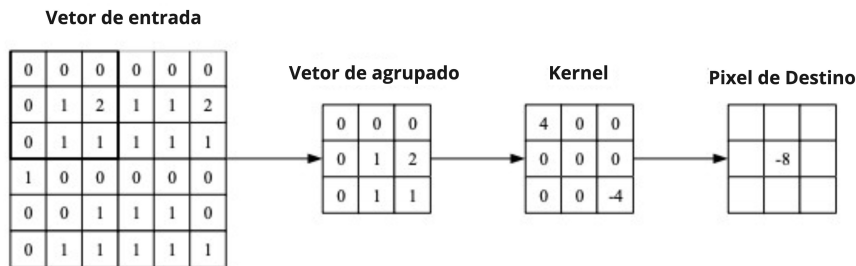 Vetor de entrada
0 0 0 0 0 0
0 1 2 1 1 2
0 1 1 1 1 1
1 0 0 0 0 0
0 0 1 1 1 0
0 1 1 1 1 1
Vetor de agrupado
0 0 0
0 1 2
0 1 1
Kernel
4 0 0
0 0 0
0 0 -4
Pixel de Destino
-8